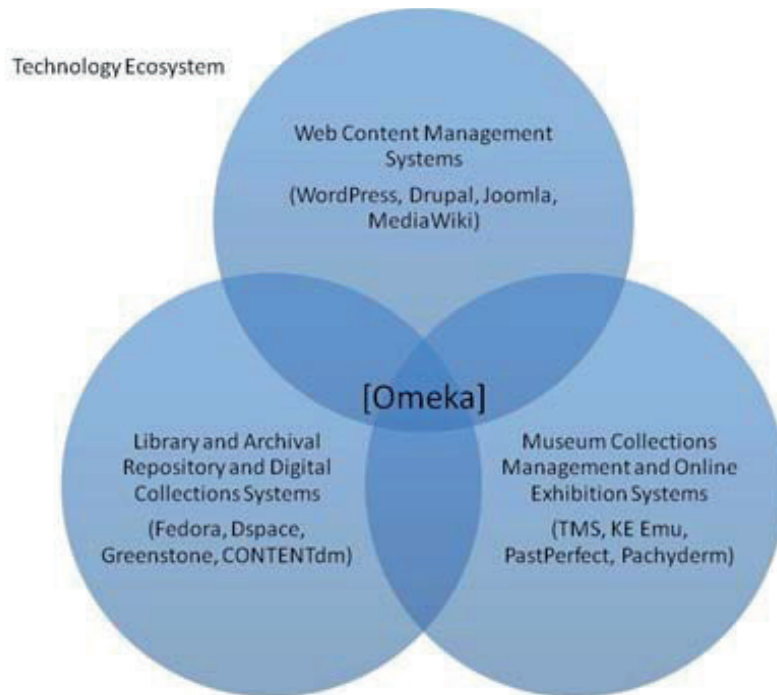 Technology Ecosystem
Web Content Management
Systems
(WordPress, Drupal, Joomla,
MediaWiki)
[Omeka]
Library and Archival
Repository and Digital
Collections Systems
(Fedora, Dspace,
Greenstone, CONTENTdm)
Museum Collections
Management and Online
Exhibition Systems
(TMS, KE Emu,
PastPerfect, Pachyderm)